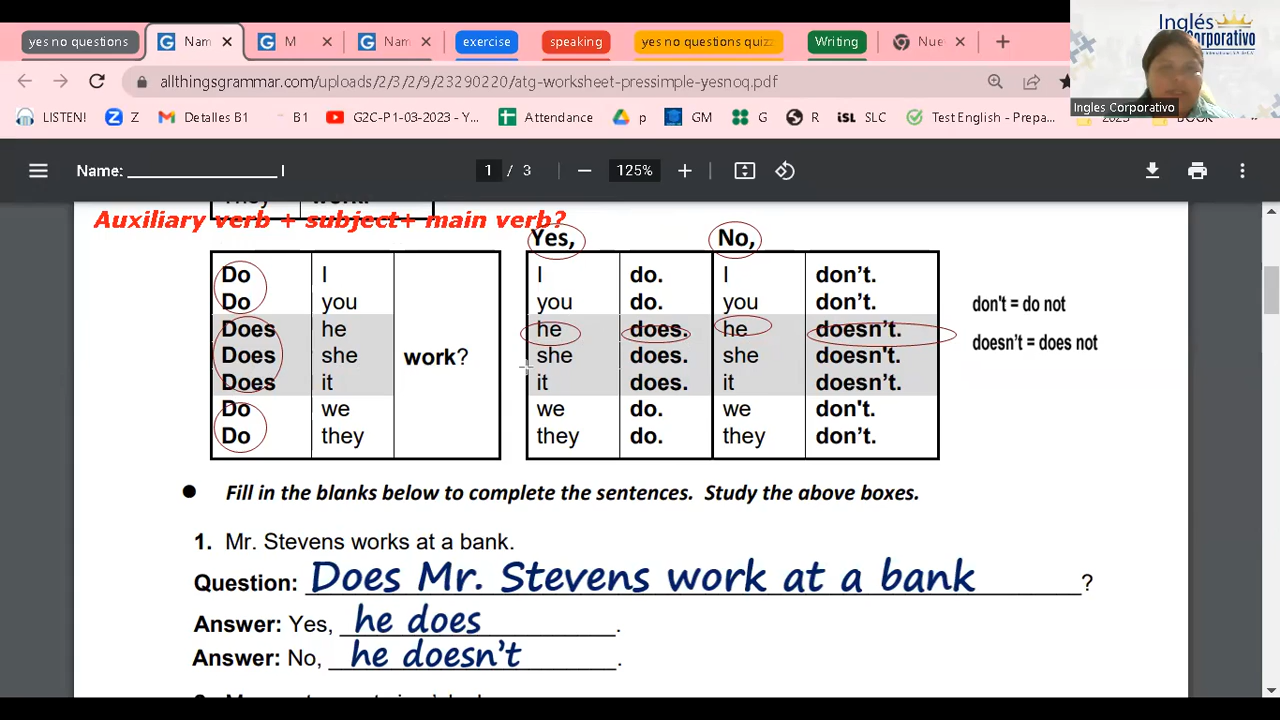 Inglés
Corporativo
yes no questions
Nam
M
Nam
exercise
speaking
yes no questions quiz
Writing
Nue
allthingsgrammar.com/uploads/2/3/2/9/23290220/atg-worksheet-pressimple-yesnoq.pdf
Ingles Corporativo
LISTEN!
Z
Detalles B1
B1
G2C-P1-03-2023- Y...
Attendance
p
GM
G
R
SLC
Test English - Prepa...
2023
BOOK
Name: I
1 / 3
125%
They work.
Auxiliary verb + subject+ main verb?
Yes, No,
Do I I do. I don’t.
Do you you do. you don’t. don't = do not
Does he he does. he doesn’t.
Does she work? she does. she doesn't. doesn’t = does not
Does it it does. it doesn’t.
Do we we do. we don't.
Do they they do. they don’t.
Fill in the blanks below to complete the sentences. Study the above boxes.
1. Mr. Stevens works at a bank.
Question: Does Mr. Stevens work at a bank ?
Answer: Yes, he does .
Answer: No, he doesn’t .